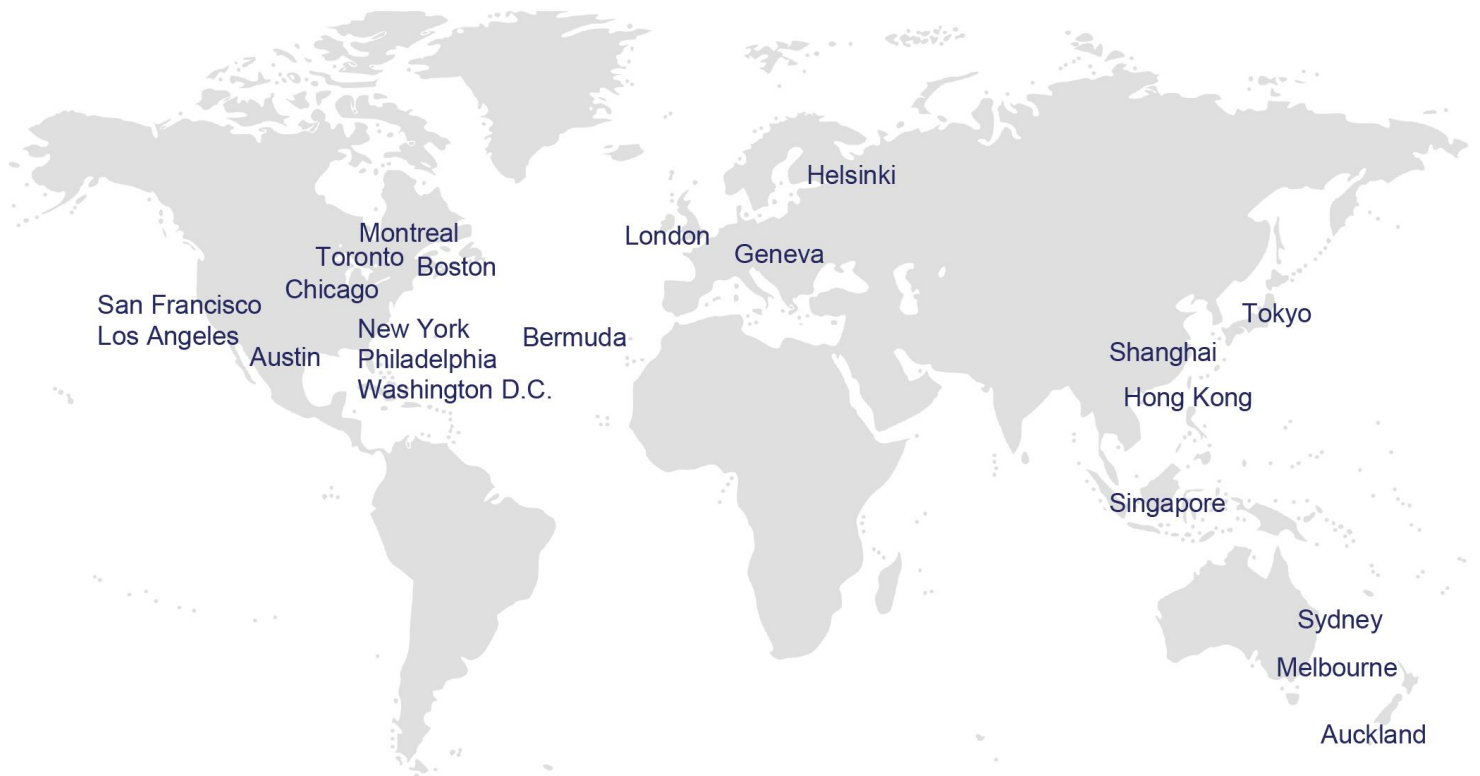 Helsinki
Montreal
London
Toronto
Geneva
Boston
Chicago
San Francisco
Los Angeles
Tokyo
New York
Bermuda
Shanghai
Austin
Philadelphia
Washington D.C.
Hong Kong
Singapore
Sydney
Melbourne
Auckland